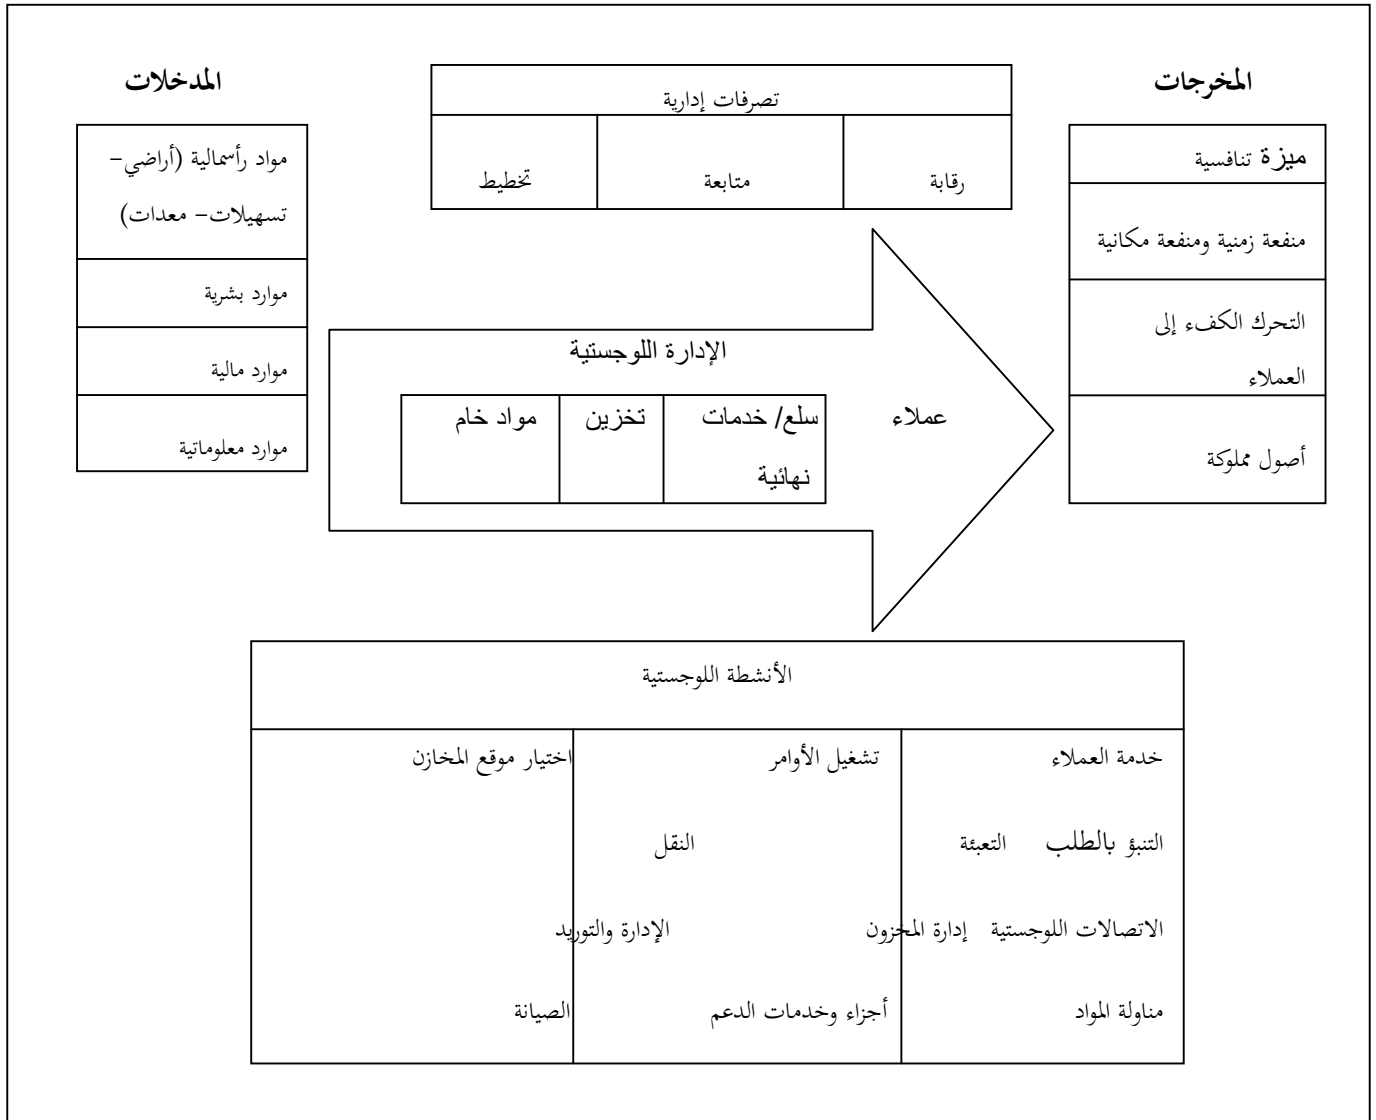 المخرجات
ميزة تنافسية
منفعة زمنية ومنفعة مكانية
التحرك الكفء إلى
العملاء
أصول مملوكة
تصرفات إدارية
رقابة
متابعة
تخطيط
المدخلات
مواد رأسمالية (أراضي-
تسهيلات- معدات)
موارد بشرية
موارد مالية
موارد معلوماتية
الإدارة اللوجستية
عملاء
سلع/ خدمات
نهائية
تخزين
مواد خام
الأنشطة اللوجستية
خدمة العملاء تشغيل الأوامر اختيار موقع المخازن
التنبؤ بالطلب التعبئة النقل
الاتصالات اللوجستية إدارة المخزون الإدارة والتوريد
مناولة المواد أجزاء وخدمات الدعم الصيانة